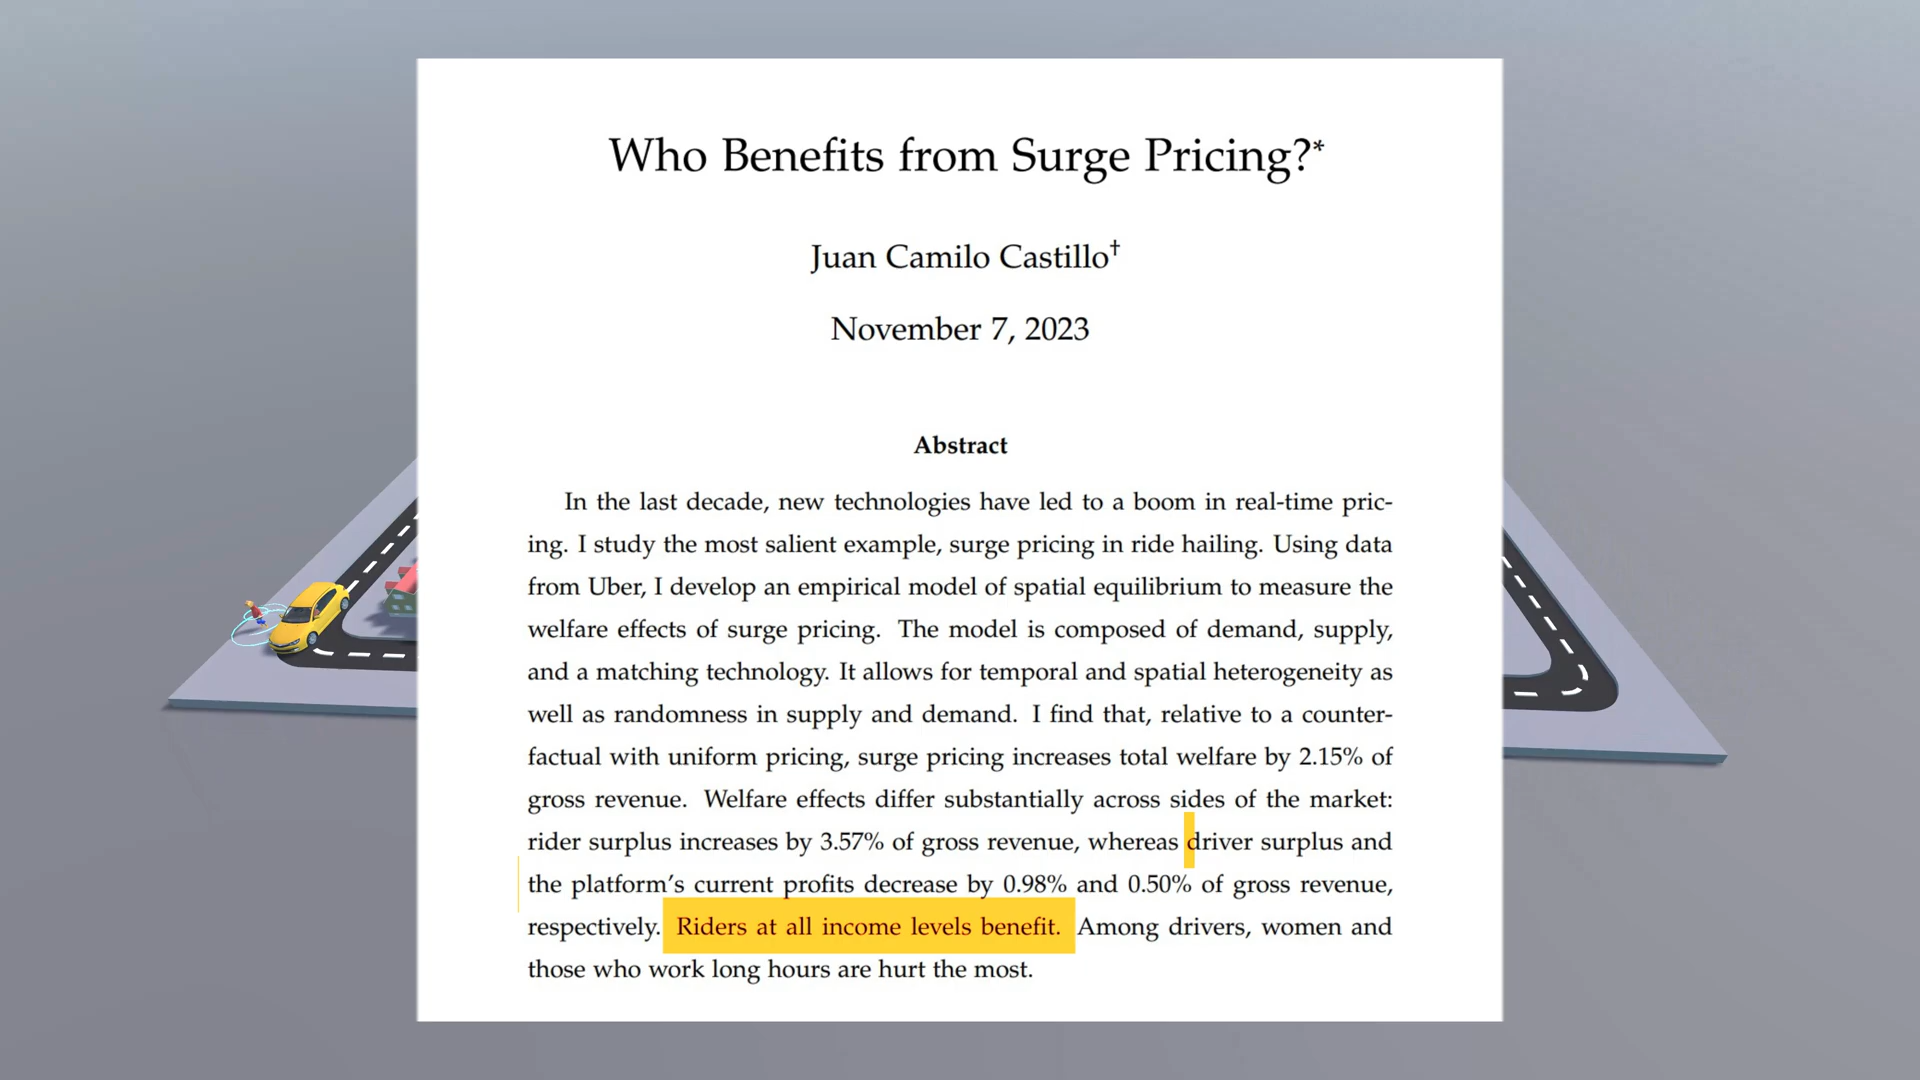 Who Benefits from Surge Pricing?*
Juan Camilo Castillo†
November 7, 2023
Abstract
In the last decade, new technologies have led to a boom in real-time pric-
ing. I study the most salient example, surge pricing in ride hailing. Using data
from Uber, I develop an empirical model of spatial equilibrium to measure the
welfare effects of surge pricing. The model is composed of demand, supply,
and a matching technology. It allows for temporal and spatial heterogeneity as
well as randomness in supply and demand. I find that, relative to a counter-
factual with uniform pricing, surge pricing increases total welfare by 2.15% of
gross revenue. Welfare effects differ substantially across sides of the market:
rider surplus increases by 3.57% of gross revenue, whereas driver surplus and
the platform's current profits decrease by 0.98% and 0.50% of gross revenue,
respectively. Riders at all income levels benefit. Among drivers, women and
those who work long hours are hurt the most.